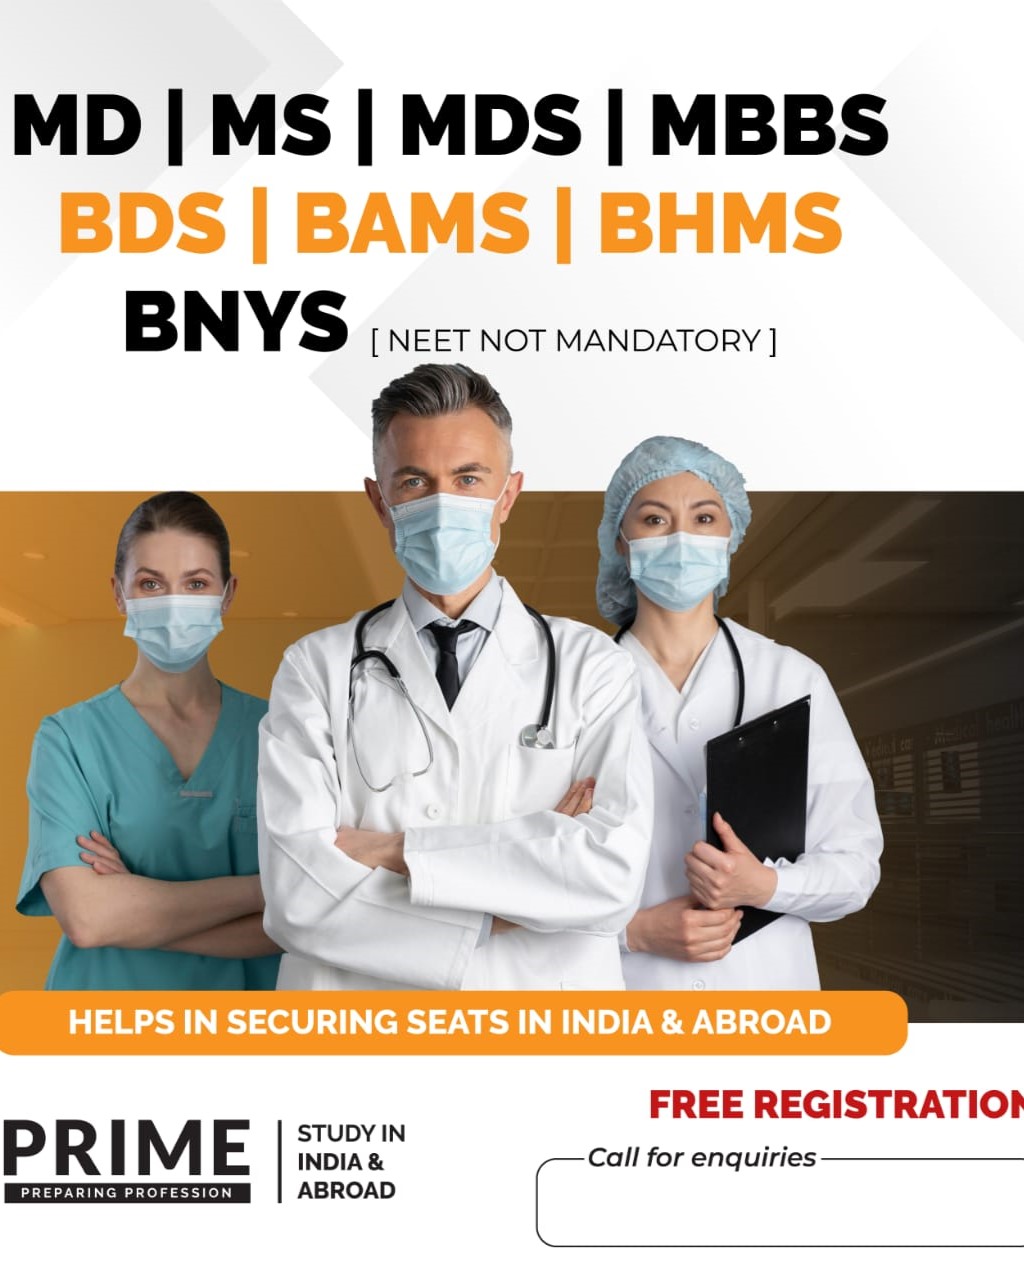 MD | MS | MDS | MBBS
BDS | BAMS | BHMS
BNYS [ NEET NOT MANDATORY ]
HELPS IN SECURING SEATS IN INDIA & ABROAD
PRIME
PREPARING PROFESSION
STUDY IN
INDIA &
ABROAD
FREE REGISTRATION
Call for enquiries